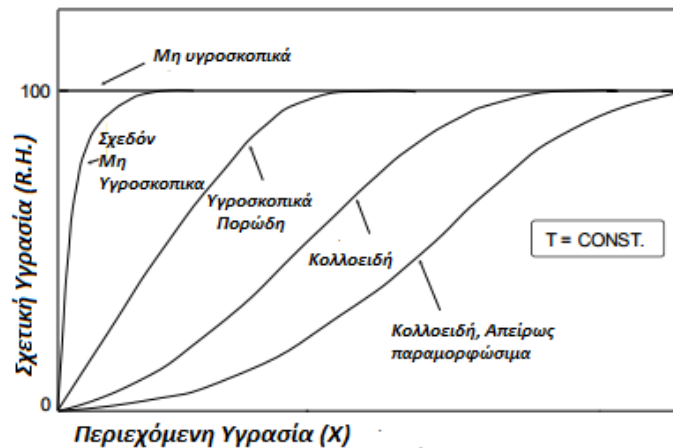 Μη υγροσκοπικά
100
Σχεδόν
Μη
Υγροσκοπικα
Υγροσκοπικά
Πορώδη
Κολλοειδή
T = CONST.
Κολλοειδή, Απείρως
παραμορφώσιμα
Σχετική Υγρασία (R.H.)
0
Περιεχόμενη Υγρασία (X)